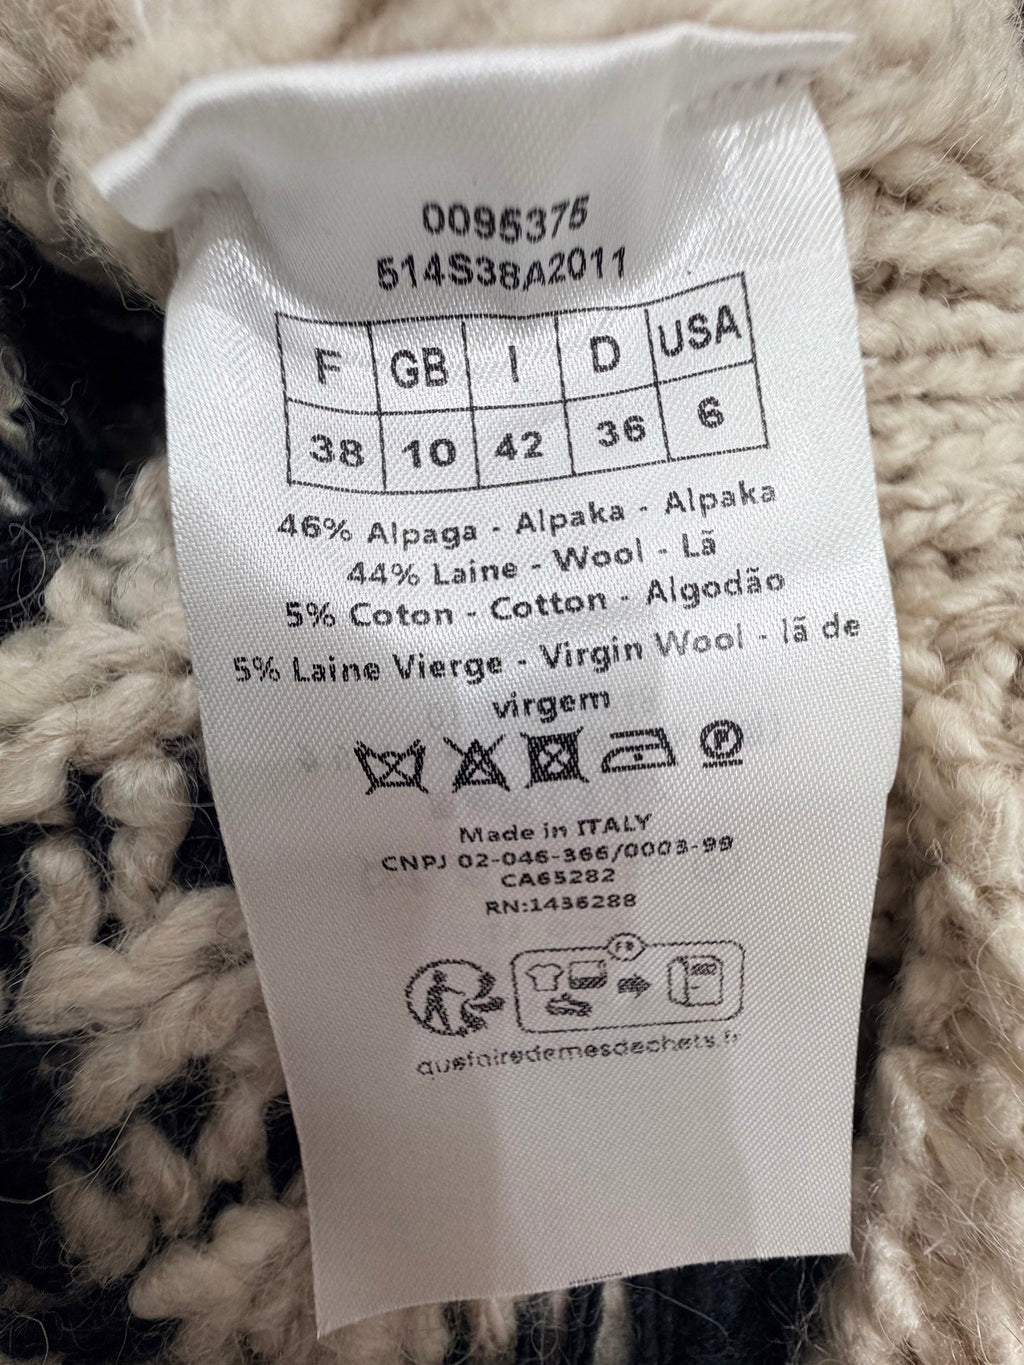 0095375
514S38A2011
F GB I D USA
38 10 42 36 6
46% Alpaga - Alpaka - Alpaka
44% Laine - Wool - Lã
5% Coton - Cotton - Algodão
5% Laine Vierge - Virgin Wool - lã de
virgem
P
Made in ITALY
CNPJ 02-046-366/0003-99
CA65282
RN:1436288
FR
quefairedemesdechets.fr